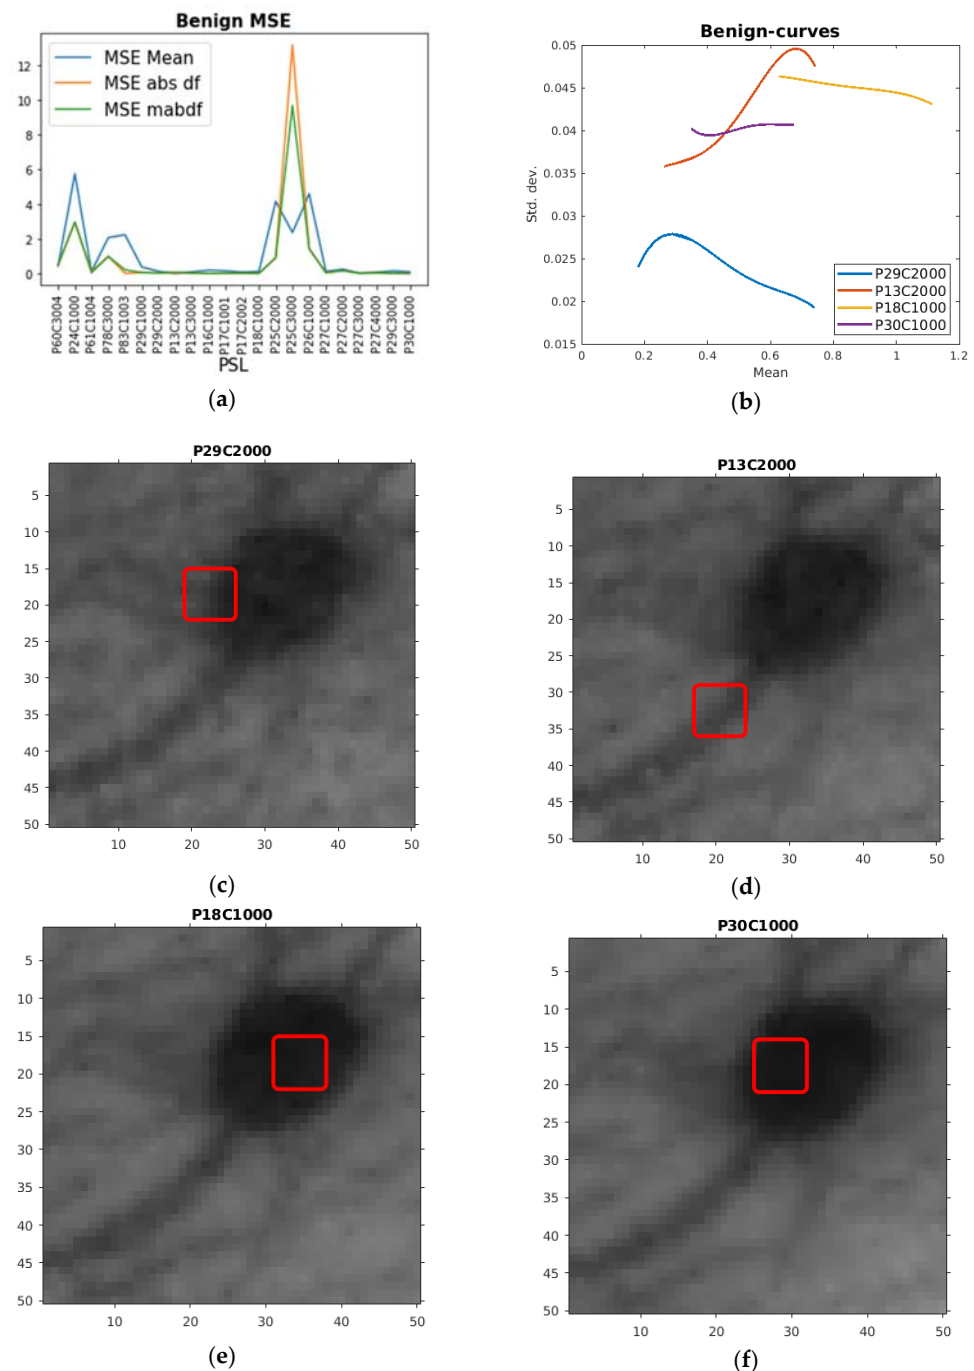 Benign MSE
MSE Mean
MSE abs df
MSE mabdf
12
10
8
6
4
2
0
P60C3004 P24C1000 P61C1004 P78C3000 P83C1003 P29C1000 P29C2000 P13C2000 P13C3000 P16C1000 P17C1001 P17C2002 P18C1000 P25C2000 P25C3000 P26C1000 P27C1000 P27C2000 P27C3000 P27C4000 P29C3000 P30C1000
PSL
(a)
Benign-curves
0.05
0.045
0.04
0.035
0.03
0.025
0.02
0.015
Std. dev.
P29C2000
P13C2000
P18C1000
P30C1000
0 0.2 0.4 0.6 0.8 1 1.2
Mean
(b)
P29C2000
5
10
15
20
25
30
35
40
45
50
10 20 30 40 50
(c)
P13C2000
5
10
15
20
25
30
35
40
45
50
10 20 30 40 50
(d)
P18C1000
5
10
15
20
25
30
35
40
45
50
10 20 30 40 50
(e)
P30C1000
5
10
15
20
25
30
35
40
45
50
10 20 30 40 50
(f)